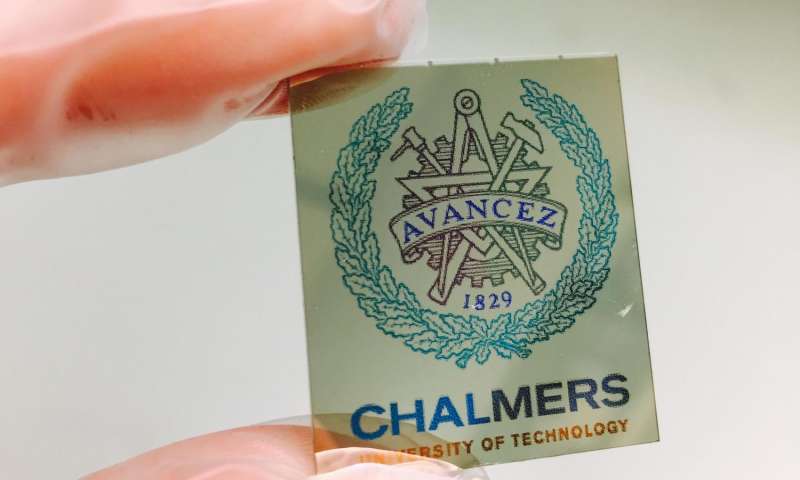 AVANCEZ
1829
CHALMERS
UNIVERSITY OF TECHNOLOGY